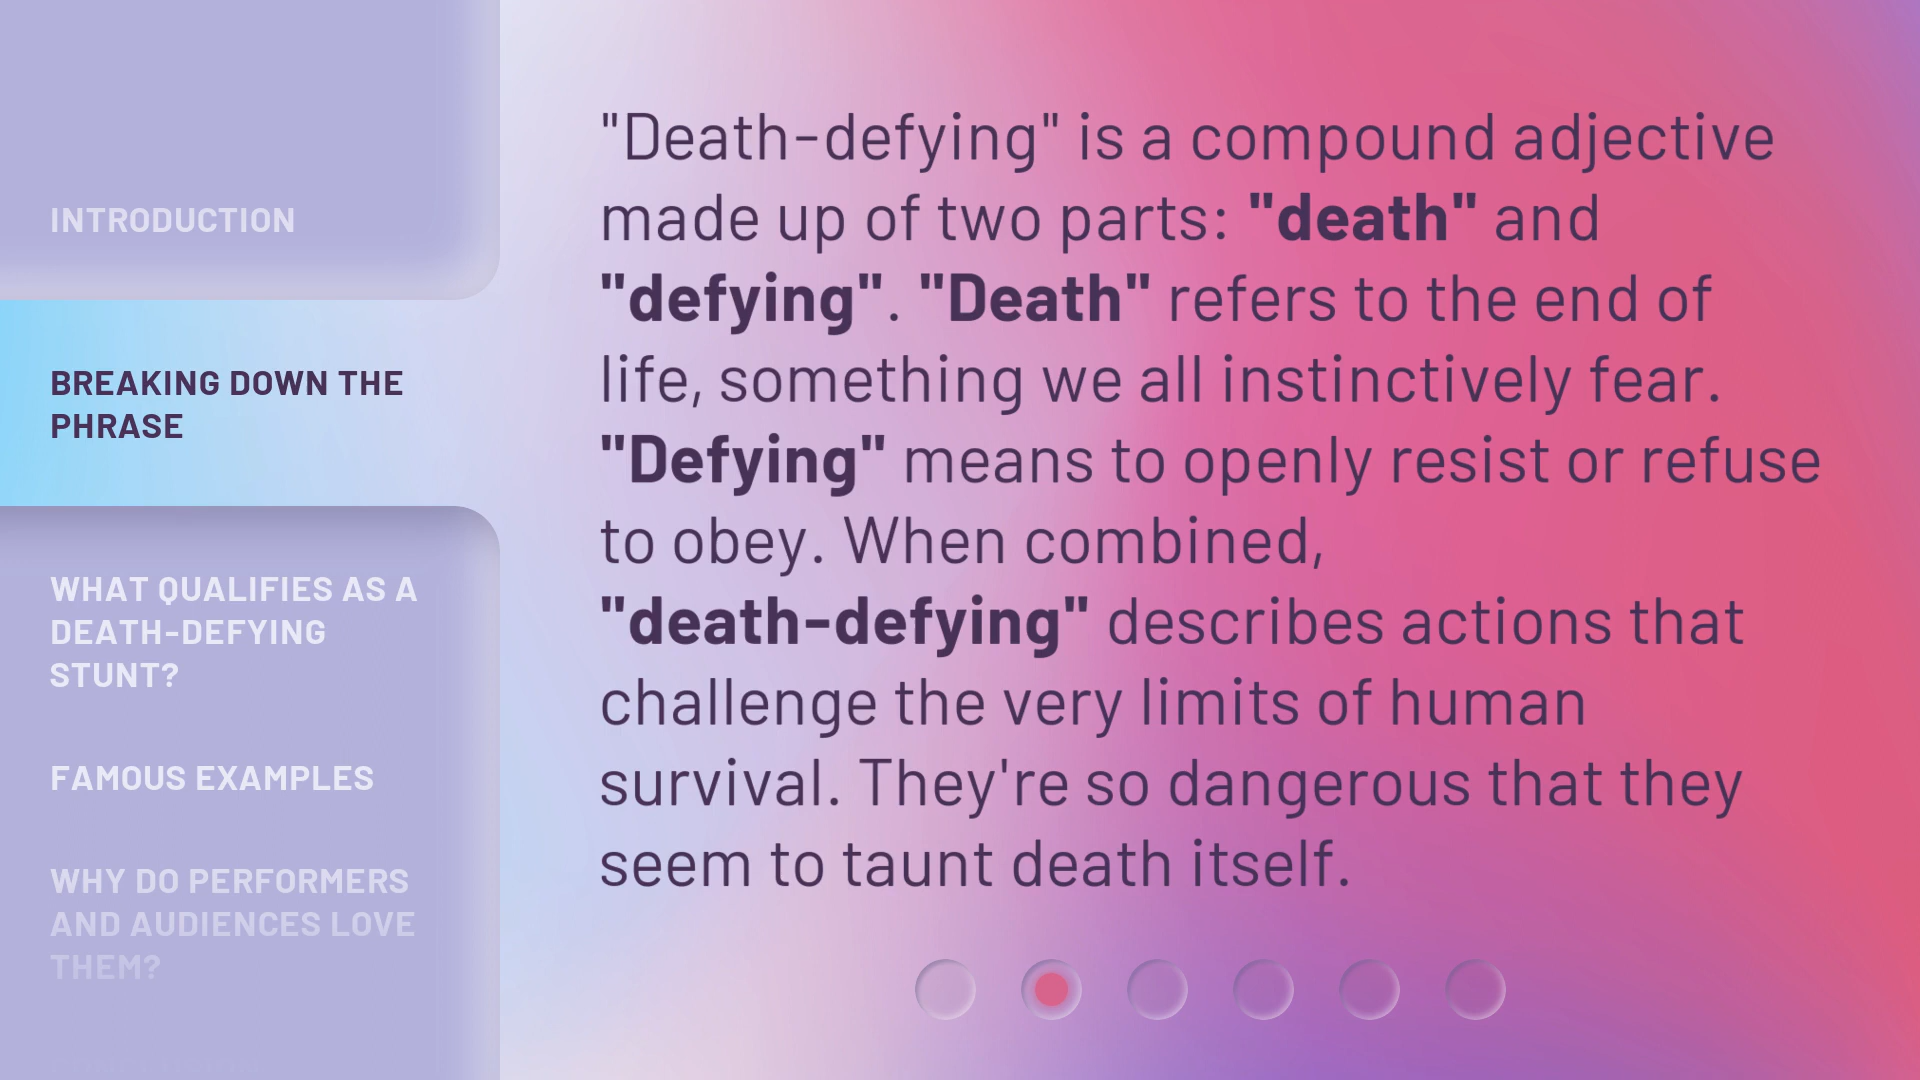 INTRODUCTION
BREAKING DOWN THE
PHRASE
WHAT QUALIFIES AS A
DEATH-DEFYING
STUNT?
FAMOUS EXAMPLES
WHY DO PERFORMERS
AND AUDIENCES LOVE
THEM?
"Death-defying" is a compound adjective
made up of two parts: "death" and
"defying". "Death" refers to the end of
life, something we all instinctively fear.
"Defying" means to openly resist or refuse
to obey. When combined,
"death-defying" describes actions that
challenge the very limits of human
survival. They're so dangerous that they
seem to taunt death itself.